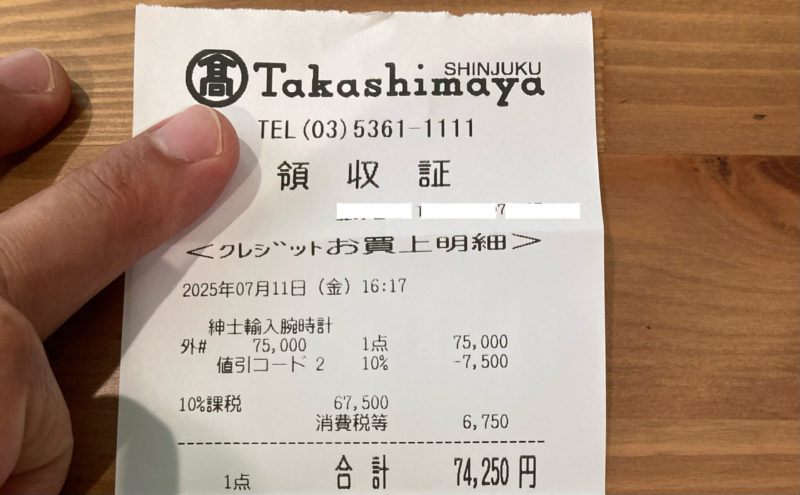 髙 Takashimaya SHINJUKU
TEL (03) 5361-1111
領 収 証
<クレジットお買上明細>
2025年07月11日 (金) 16:17
紳士輸入腕時計
外# 75,000 1点 75,000
値引コード 2 10% -7,500
10%課税 67,500
消費税等 6,750
1点 合 計 74,250 円